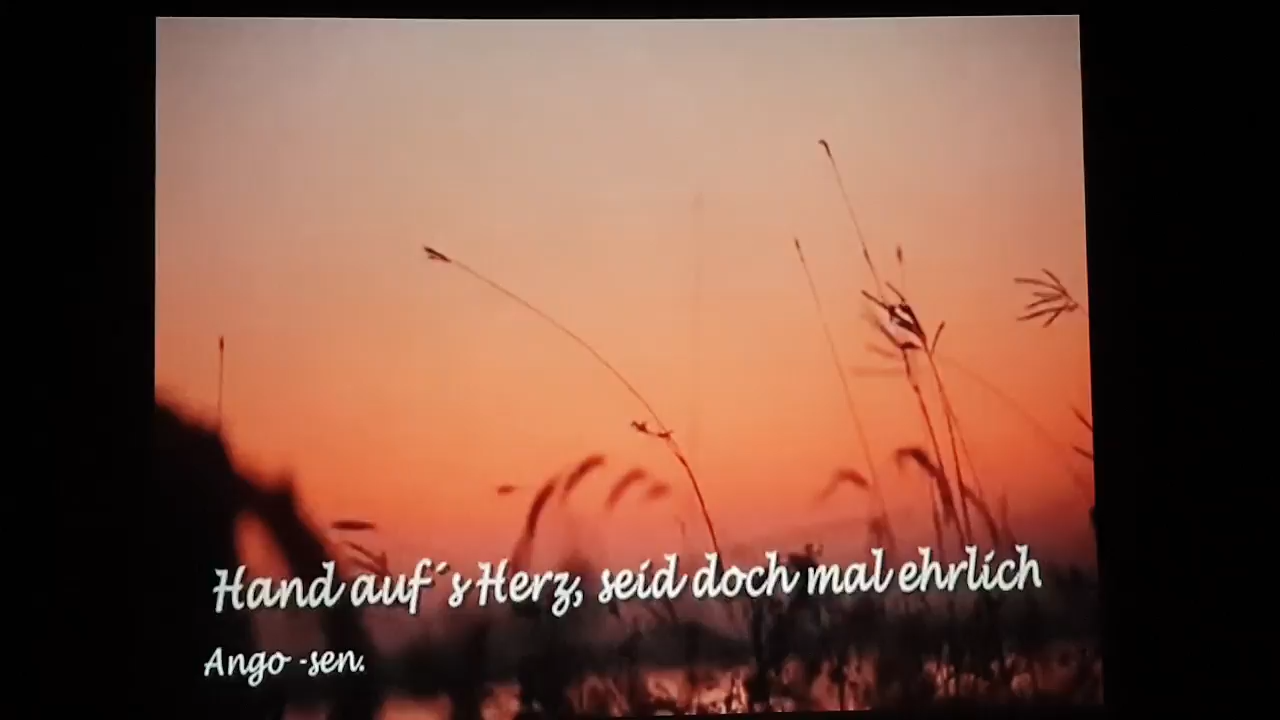 Hand auf´s Herz, seid doch mal ehrlich
Ango -sen.